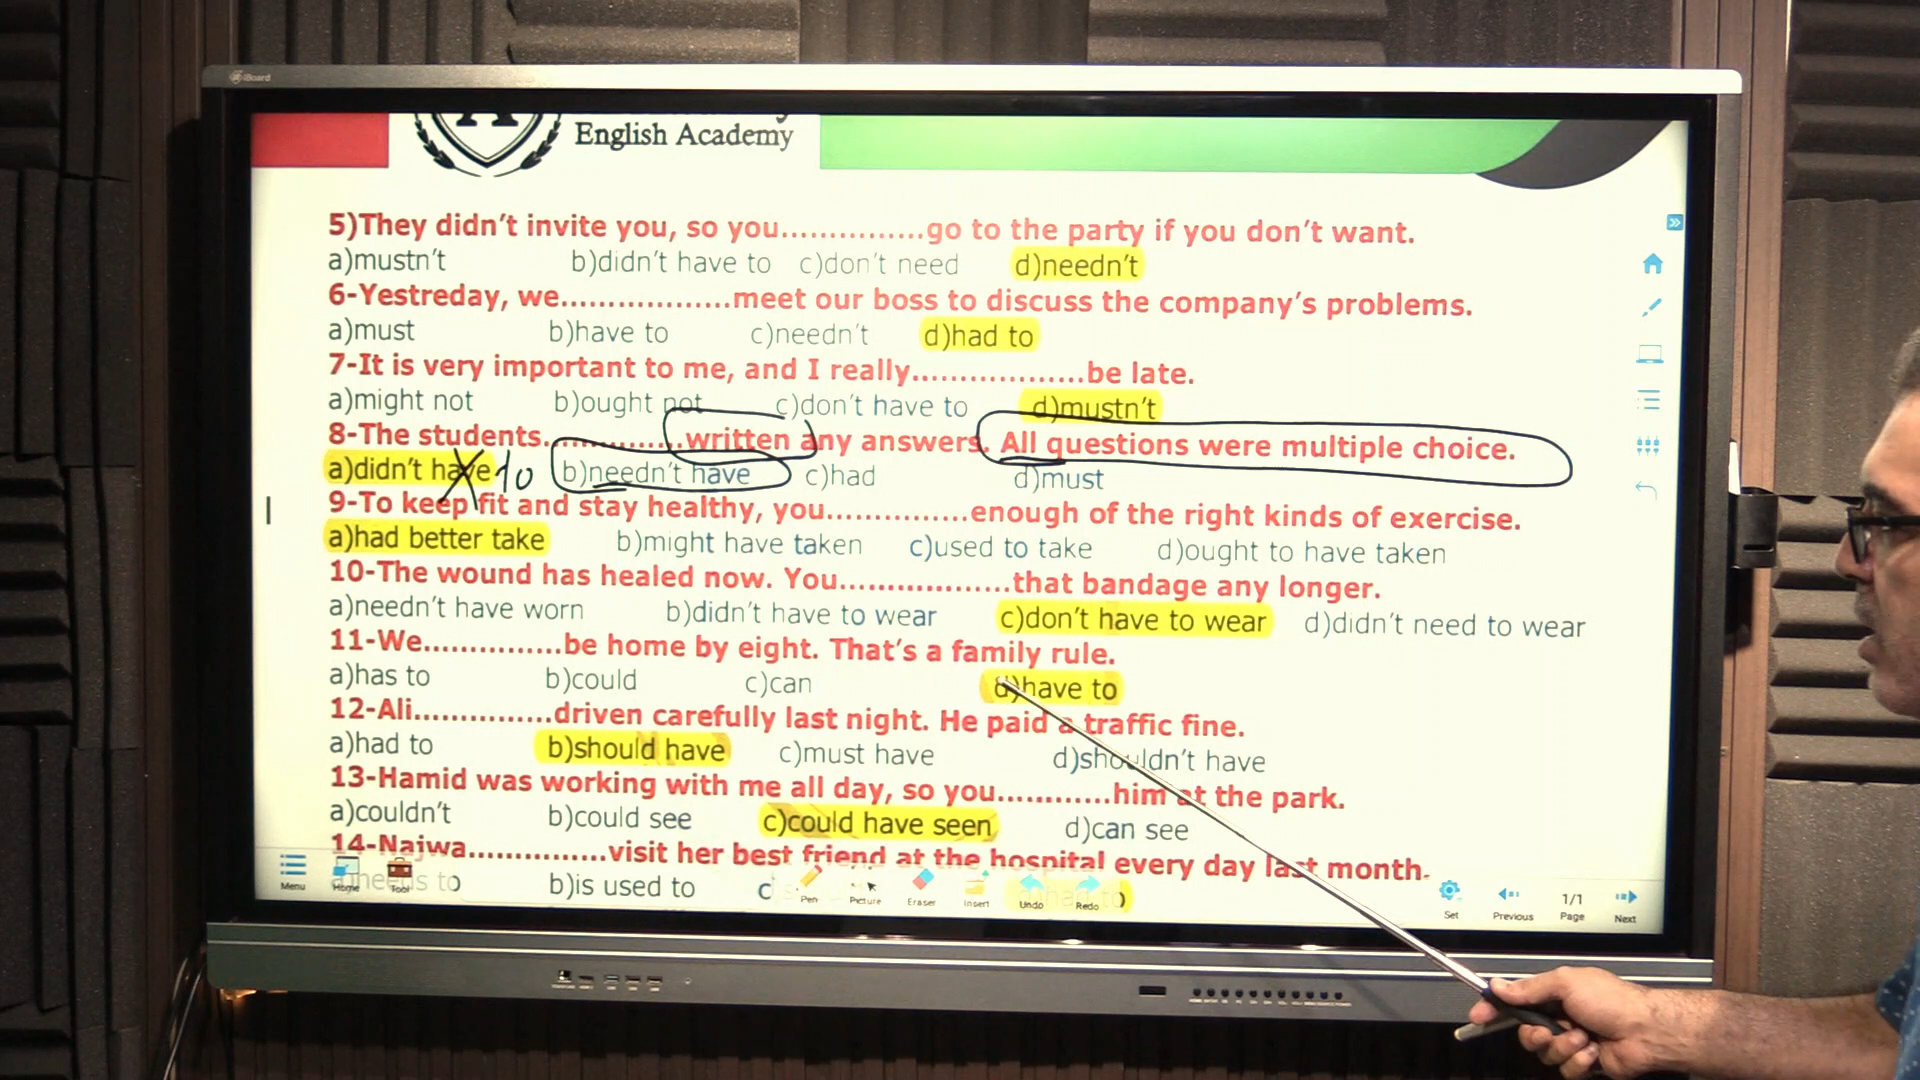 iBoard
English Academy
5)They didn't invite you, so you...............go to the party if you don't want.
a)mustn't b)didn't have to c)don't need d)needn't
6-Yestreday, we..................meet our boss to discuss the company's problems.
a)must b)have to c)needn't d)had to
7-It is very important to me, and I really..................be late.
a)might not b)ought not c)don't have to d)mustn't
8-The students...............written any answers. All questions were multiple choice.
a)didn't have to b)needn't have c)had d)must
9-To keep fit and stay healthy, you...............enough of the right kinds of exercise.
a)had better take b)might have taken c)used to take d)ought to have taken
10-The wound has healed now. You..................that bandage any longer.
a)needn't have worn b)didn't have to wear c)don't have to wear d)didn't need to wear
11-We...............be home by eight. That's a family rule.
a)has to b)could c)can d)have to
12-Ali...............driven carefully last night. He paid a traffic fine.
a)had to b)should have c)must have d)shouldn't have
13-Hamid was working with me all day, so you............him at the park.
a)couldn't b)could see c)could have seen d)can see
14-Najwa...............visit her best friend at the hospital every day last month.
a)needs to b)is used to c
Menu Home Tool Pen Picture Eraser Insert Undo Redo Set Previous 1/1 Page Next